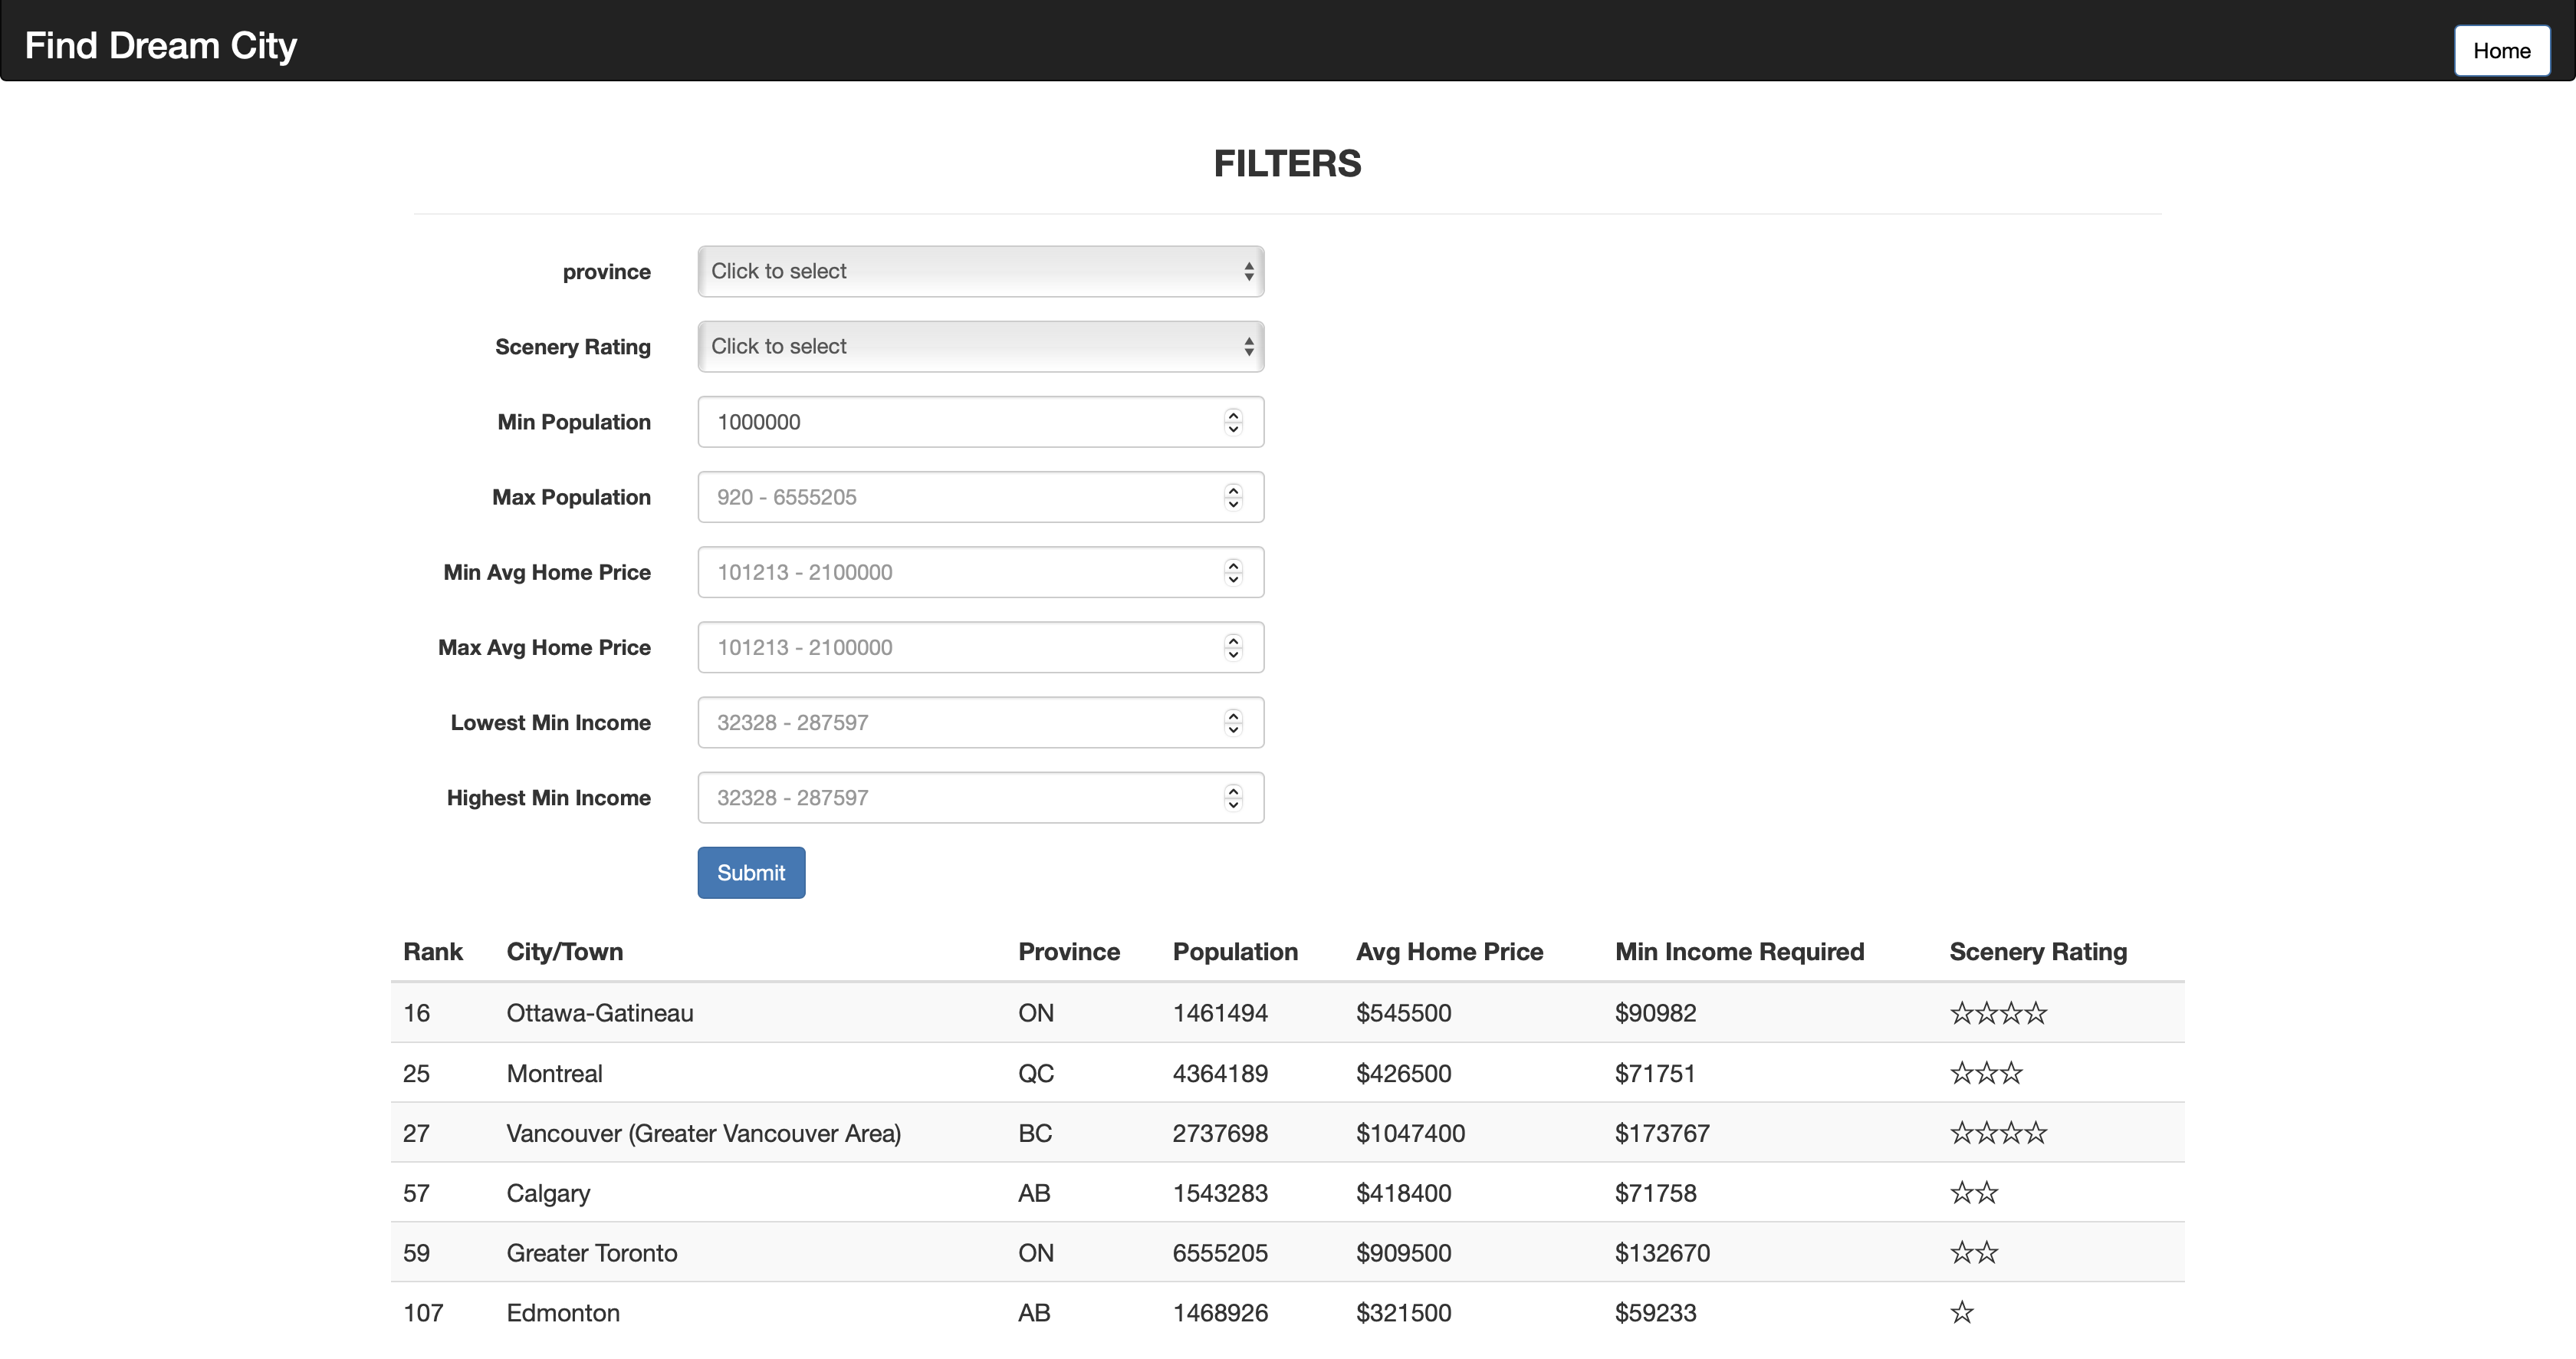 Find Dream City
Home
FILTERS
province Click to select
Scenery Rating Click to select
Min Population 1000000
Max Population 920 - 6555205
Min Avg Home Price 101213 - 2100000
Max Avg Home Price 101213 - 2100000
Lowest Min Income 32328 - 287597
Highest Min Income 32328 - 287597
Submit
Rank City/Town Province Population Avg Home Price Min Income Required Scenery Rating
16 Ottawa-Gatineau ON 1461494 $545500 $90982 ☆☆☆☆
25 Montreal QC 4364189 $426500 $71751 ☆☆☆
27 Vancouver (Greater Vancouver Area) BC 2737698 $1047400 $173767 ☆☆☆☆
57 Calgary AB 1543283 $418400 $71758 ☆☆
59 Greater Toronto ON 6555205 $909500 $132670 ☆☆
107 Edmonton AB 1468926 $321500 $59233 ☆